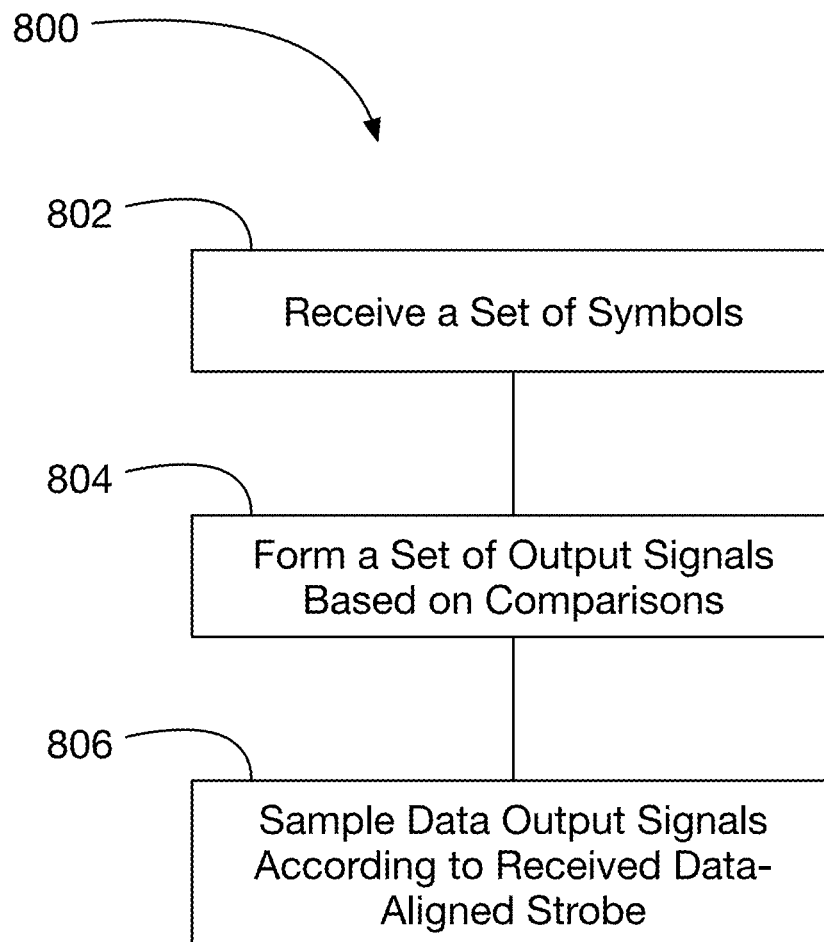 800
802
Receive a Set of Symbols
804
Form a Set of Output Signals
Based on Comparisons
806
Sample Data Output Signals
According to Received Data-
Aligned Strobe